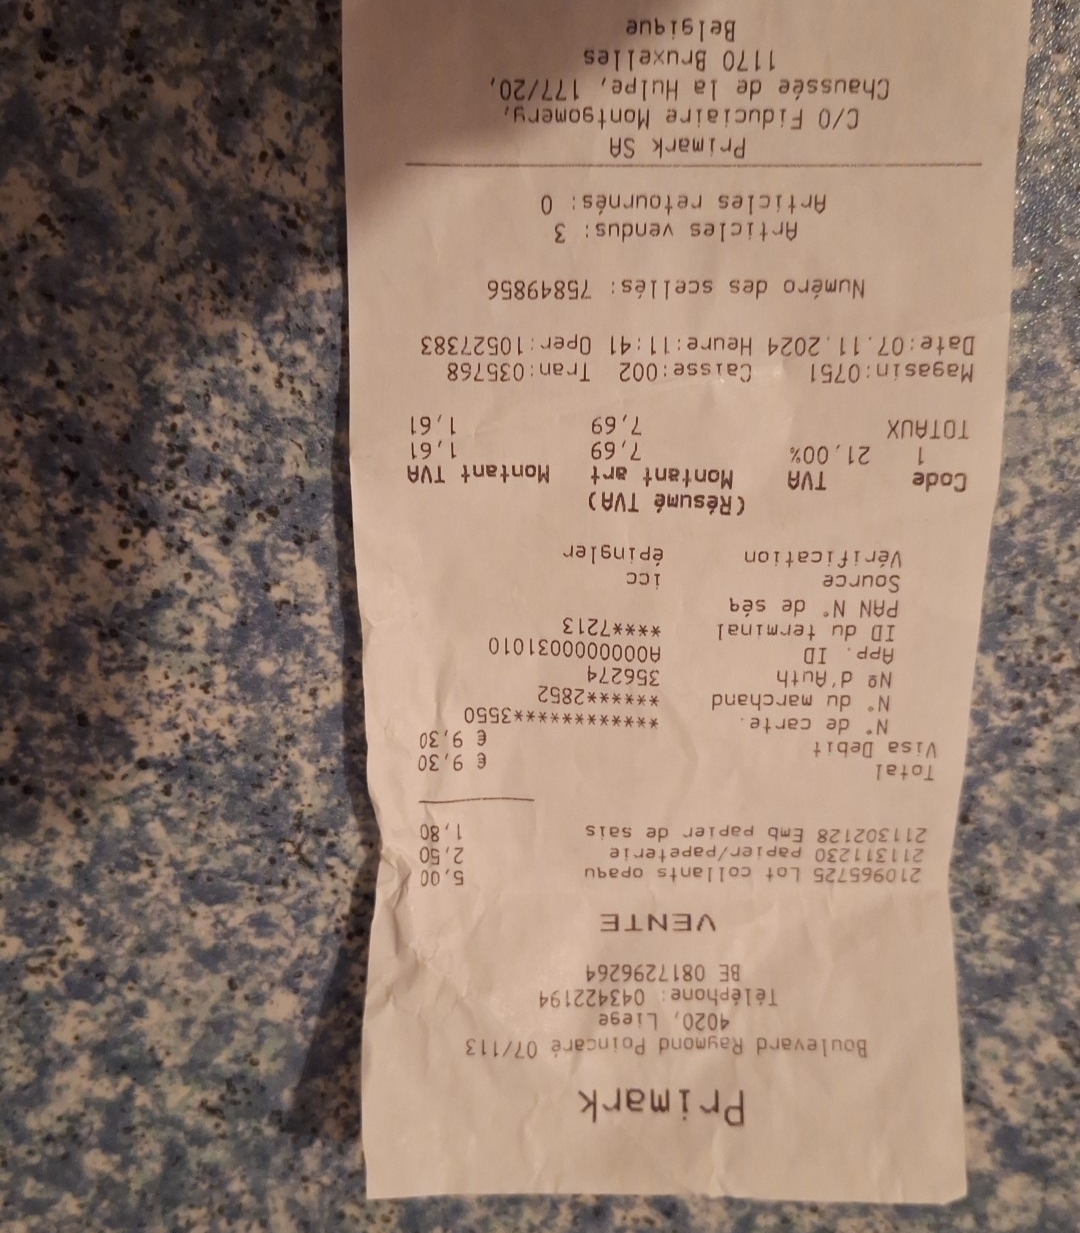 Primark
Boulevard Raymond Poincaré 07/113
4020, Liege
Téléphone: 043422194
BE 0817296264
VENTE
210965725 Lot collants opaqu 5,00
211311230 papier/papeterie 2,50
211302128 Emb papier de sais 1,80
Total € 9,30
Visa Debit € 9,30
N° de carte. *************3550
N° du marchand *******2852
Nº d'Auth 356274
App. ID A0000000031010
ID du terminal ****7213
PAN N° de séq
Source icc
Vérification épingler
(Résumé TVA)
Code TVA Montant art Montant TVA
1 21,00% 7,69 1,61
TOTAUX 7,69 1,61
Magasin:0751 Caisse:002 Tran:035768
Date:07.11.2024 Heure:11:41 Oper:10527383
Numéro des scellés: 75849856
Articles vendus: 3
Articles retournés: 0
Primark SA
C/O Fiduciaire Montgomery,
Chaussée de la Hulpe, 177/20,
1170 Bruxelles
Belgique